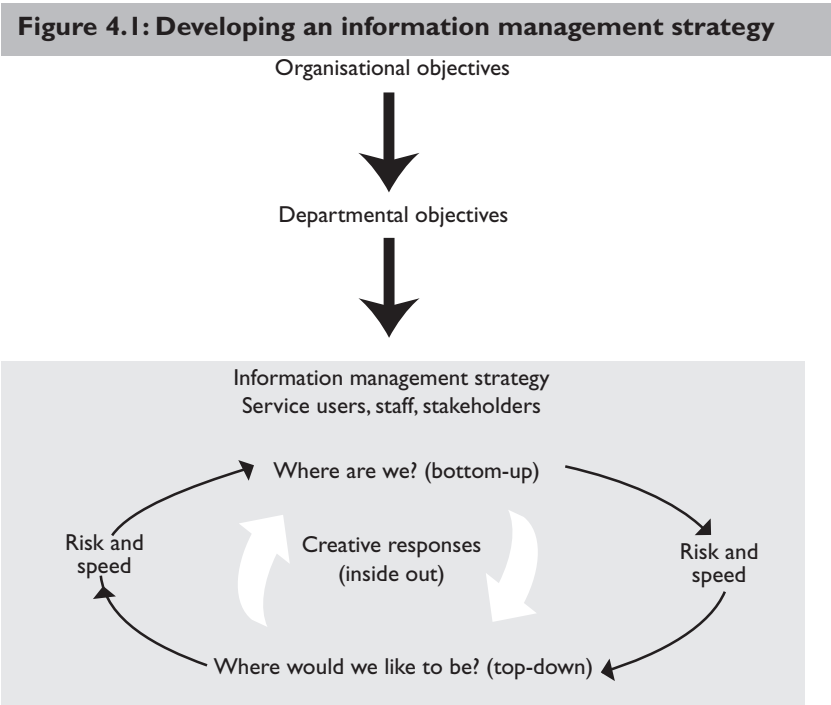 Figure 4.1: Developing an information management strategy
Organisational objectives
Departmental objectives
Information management strategy
Service users, staff, stakeholders
Where are we? (bottom-up)
Risk and
speed
Creative responses
(inside out)
Risk and
speed
Where would we like to be? (top-down)